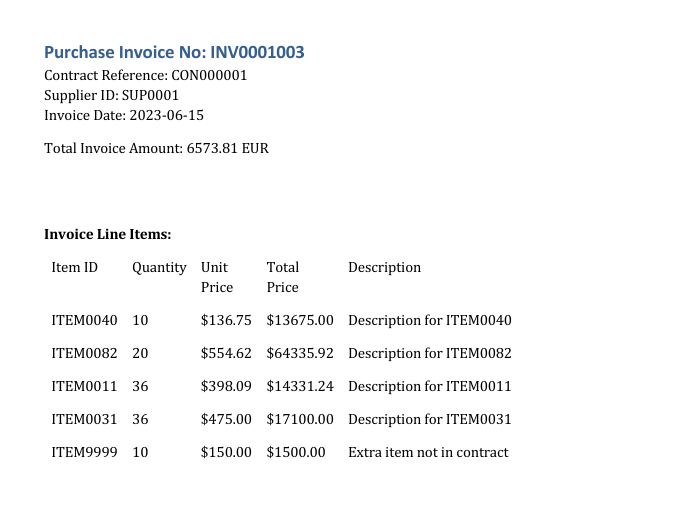 Purchase Invoice No: INV0001003
Contract Reference: CON000001
Supplier ID: SUP0001
Invoice Date: 2023-06-15
Total Invoice Amount: 6573.81 EUR
Invoice Line Items:
Item ID Quantity Unit Price Total Price Description
ITEM0040 10 $136.75 $13675.00 Description for ITEM0040
ITEM0082 20 $554.62 $64335.92 Description for ITEM0082
ITEM0011 36 $398.09 $14331.24 Description for ITEM0011
ITEM0031 36 $475.00 $17100.00 Description for ITEM0031
ITEM9999 10 $150.00 $1500.00 Extra item not in contract